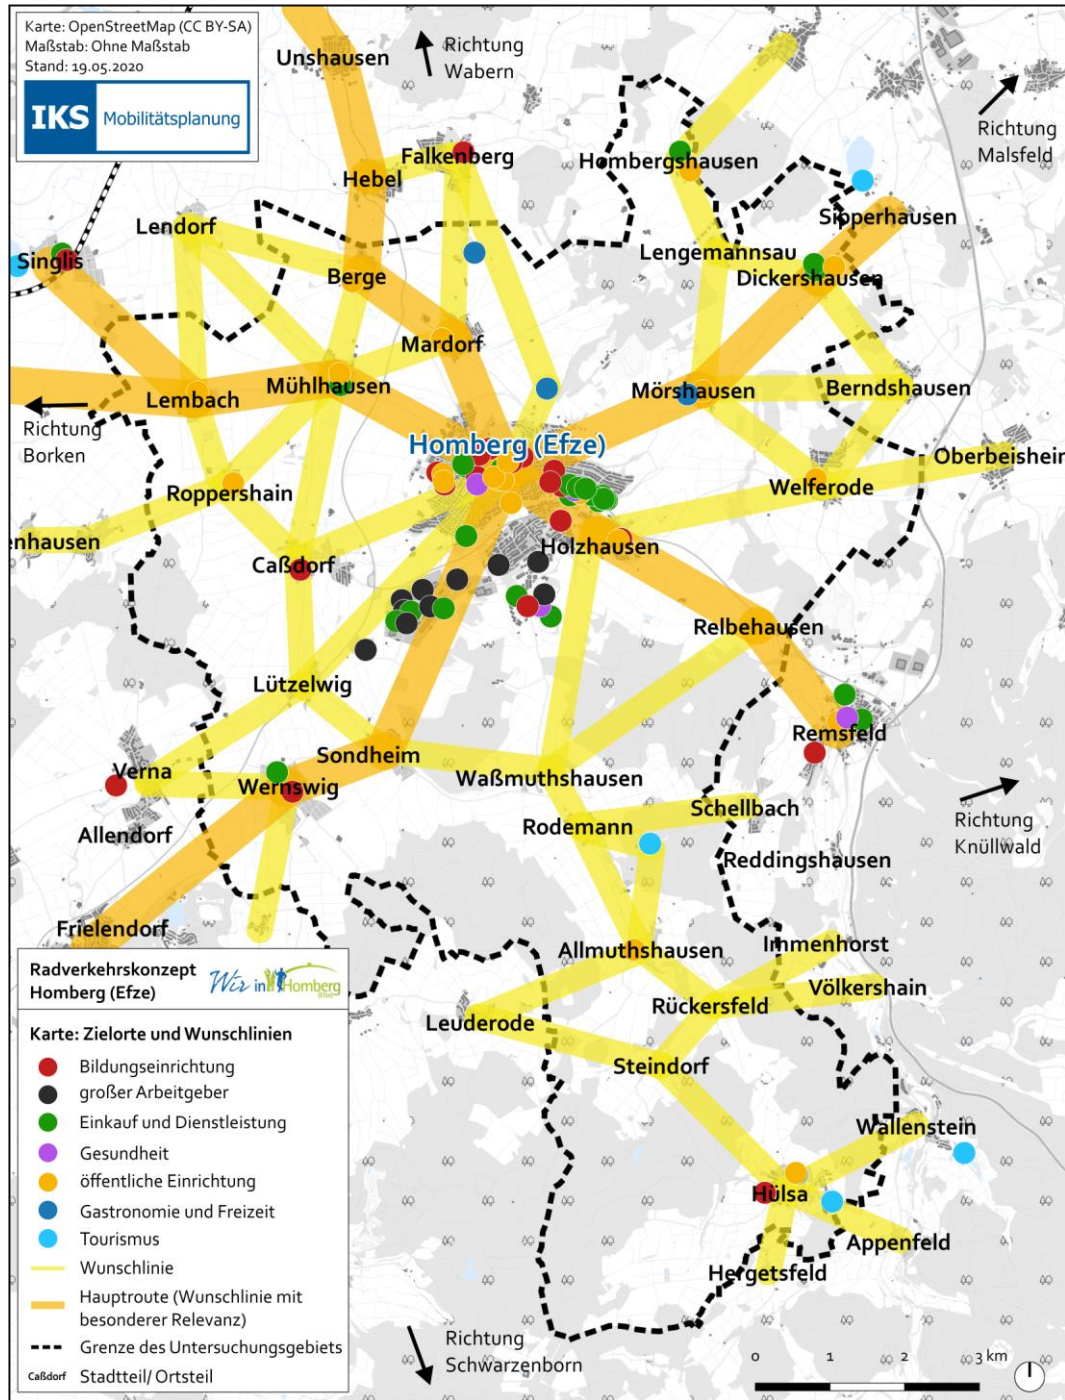 Karte: OpenStreetMap (CC BY-SA)
Maßstab: Ohne Maßstab
Stand: 19.05.2020
IKS Mobilitätsplanung
Unshausen
Richtung
Wabern
Richtung
Malsfeld
Falkenberg
Hebel
Hombergshausen
Lendorf
Sipperhausen
Singlis
Berge
Lengemannsau
Dickershausen
Mardorf
Mühlhausen
Lembach
Mörshausen
Berndshausen
Richtung
Borken
Homberg (Efze)
Oberbeisheim
Roppershain
Welferode
enhausen
Caßdorf
Holzhausen
Relbehausen
Lützelwig
Remsfeld
Sondheim
Verna
Wernswig
Waßmuthshausen
Schellbach
Allendorf
Rodemann
Richtung
Knüllwald
Reddingshausen
Frielendorf
Allmuthshausen
Immenhorst
Völkershain
Rückersfeld
Leuderode
Steindorf
Wallenstein
Hülsa
Appenfeld
Hergetsfeld
Richtung
Schwarzenborn
Radverkehrskonzept
Homberg (Efze)
Wir in Homberg
Karte: Zielorte und Wunschlinien
Bildungseinrichtung
großer Arbeitgeber
Einkauf und Dienstleistung
Gesundheit
öffentliche Einrichtung
Gastronomie und Freizeit
Tourismus
Wunschlinie
Hauptroute (Wunschlinie mit
besonderer Relevanz)
Grenze des Untersuchungsgebiets
Caßdorf Stadtteil/ Ortsteil
0 1 2 3 km